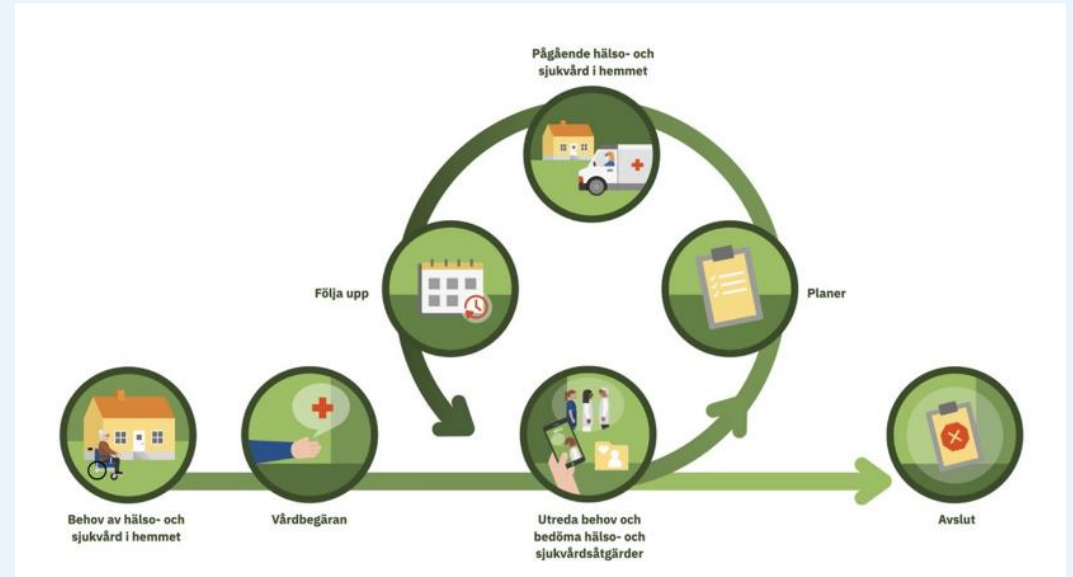 Pågående hälso- och
sjukvård i hemmet
Följa upp
Planer
Behov av hälso- och
sjukvård i hemmet
Vårdbegäran
Utreda behov och
bedöma hälso- och
sjukvårdsåtgärder
Avslut